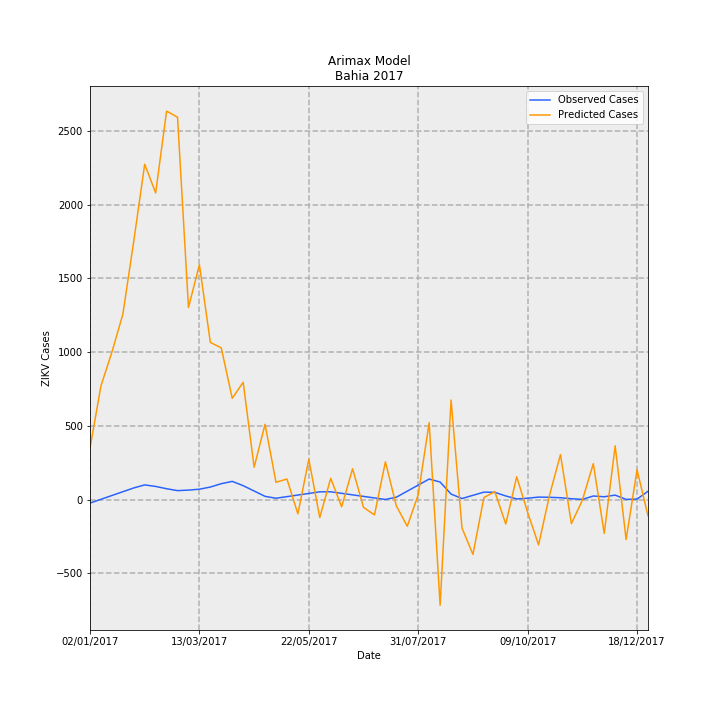 Arimax Model
Bahia 2017
Observed Cases
Predicted Cases
2500
2000
1500
1000
500
0
−500
ZIKV Cases
02/01/2017 13/03/2017 22/05/2017 31/07/2017 09/10/2017 18/12/2017
Date